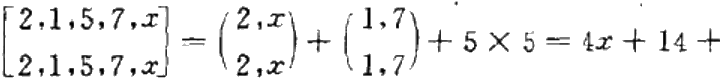 [2,1,5,7,x
2,1,5,7,x] = (2,x
2,x) + (1,7
1,7) + 5 × 5 = 4x + 14 +